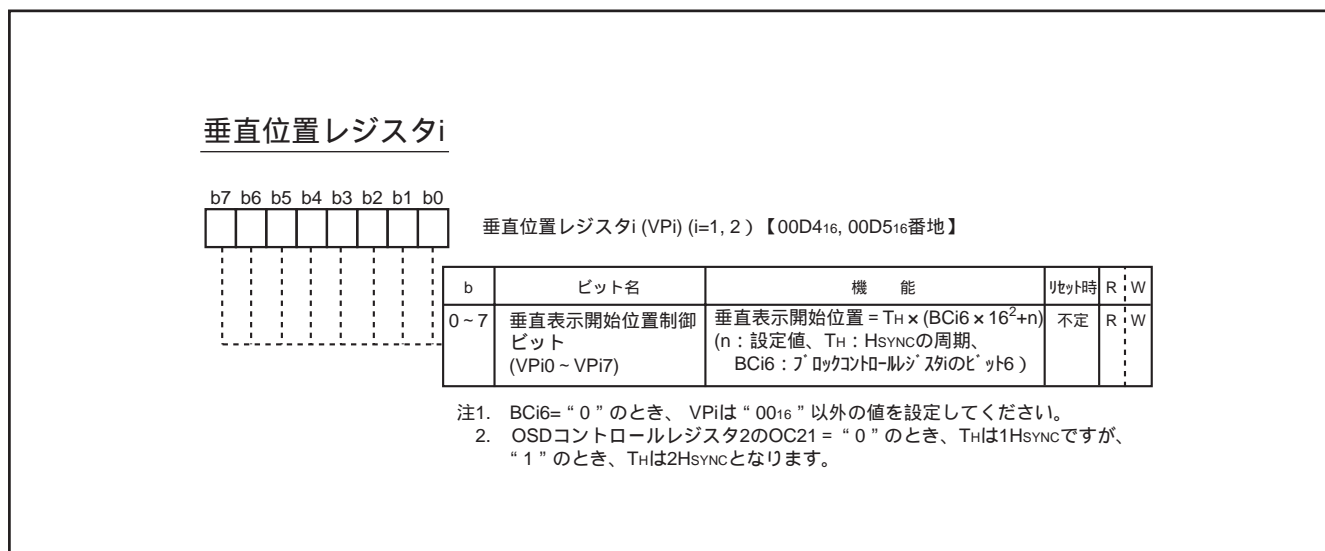 垂直位置レジスタi
b7 b6 b5 b4 b3 b2 b1 b0
垂直位置レジスタi (VPi) (i=1, 2 ) 【00D416, 00D516番地】
b ビット名 機　能 リセット時 R W
0 ~ 7 垂直表示開始位置制御 垂直表示開始位置 = TH × (BCi6 × 16²+n) 不定 R W
ビット (n:設定値、TH:HSYNCの周期、
(VPi0 ~ VPi7) BCi6:ブロックコントロールレジスタiのビット6 )
注1. BCi6= “ 0 ” のとき、 VPiは “ 0016 ” 以外の値を設定してください。
2. OSDコントロールレジスタ2のOC21 = “ 0 ” のとき、THは1HSYNCですが、
“ 1 ” のとき、THは2HSYNCとなります。